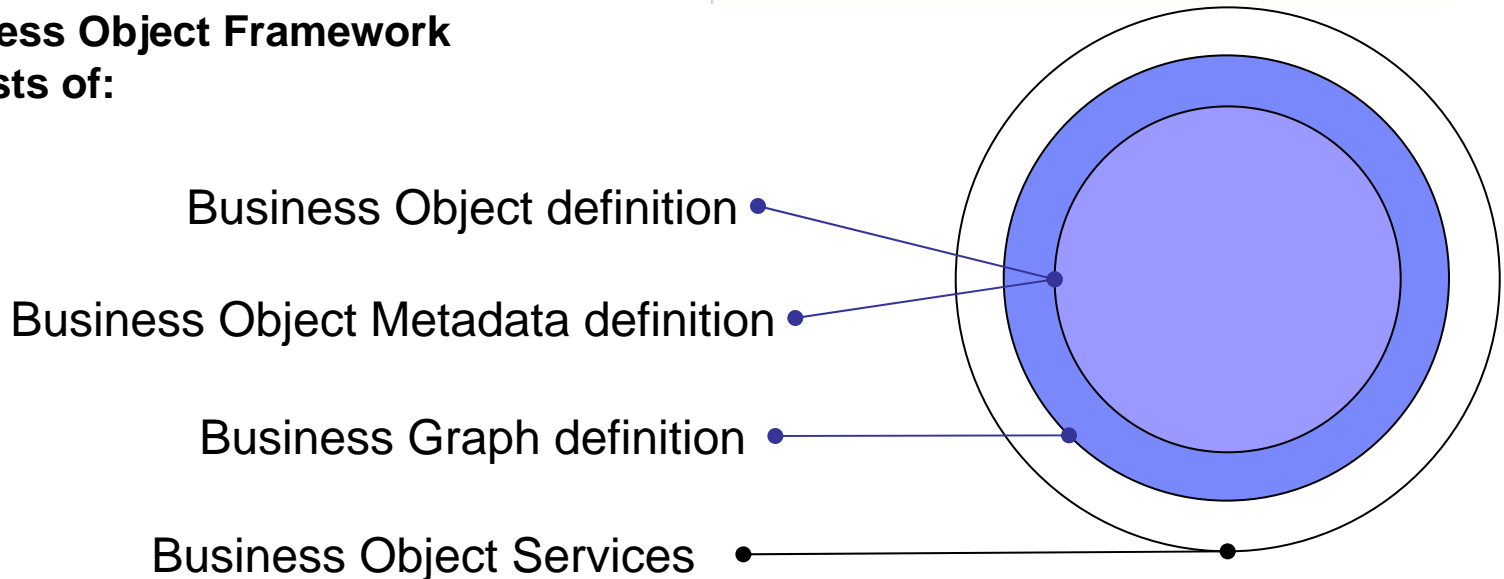 ess Object Framework
sts of:
Business Object definition
Business Object Metadata definition
Business Graph definition
Business Object Services